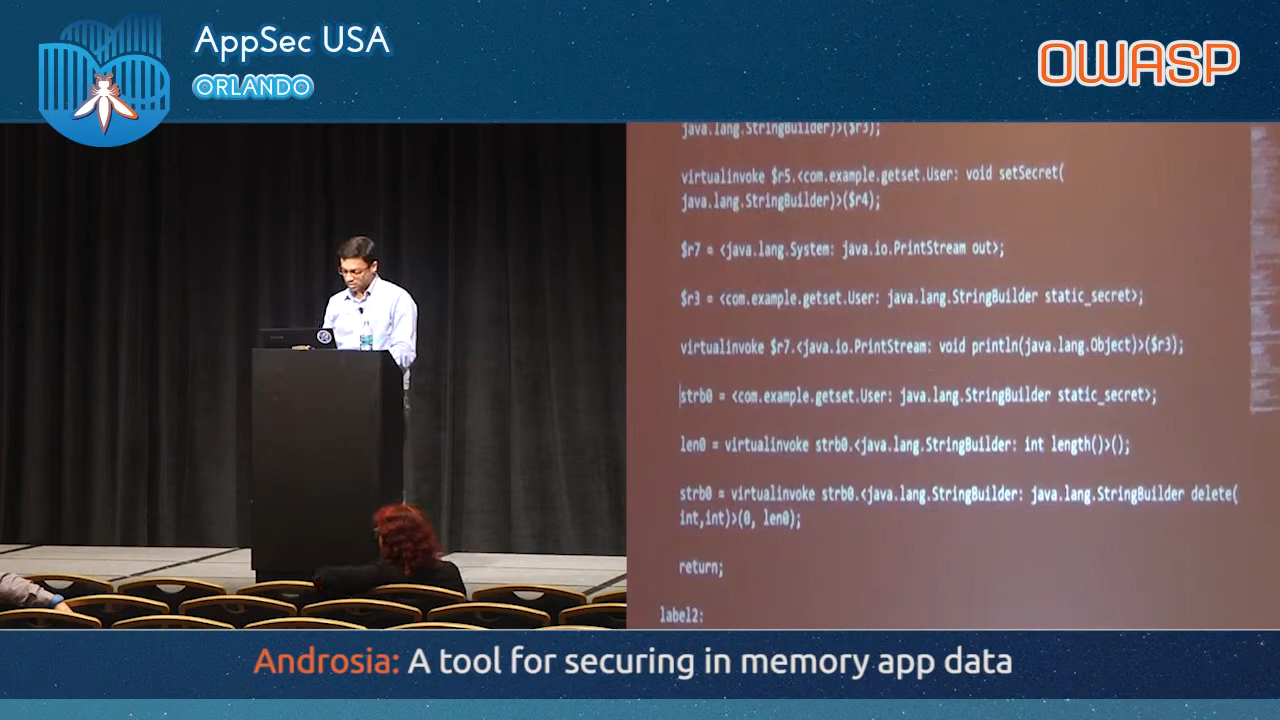 AppSec USA
ORLANDO
OWASP
java.lang.StringBuilder)>($r3);
virtualinvoke $r5.<com.example.getset.User: void setSecret(
java.lang.StringBuilder)>($r4);
$r7 = <java.lang.System: java.io.PrintStream out>;
$r3 = <com.example.getset.User: java.lang.StringBuilder static_secret>;
virtualinvoke $r7.<java.io.PrintStream: void println(java.lang.Object)>($r3);
strb0 = <com.example.getset.User: java.lang.StringBuilder static_secret>;
len0 = virtualinvoke strb0.<java.lang.StringBuilder: int length()>();
strb0 = virtualinvoke strb0.<java.lang.StringBuilder: java.lang.StringBuilder delete(
int,int)>(0, len0);
return;
label2:
Androsia: A tool for securing in memory app data